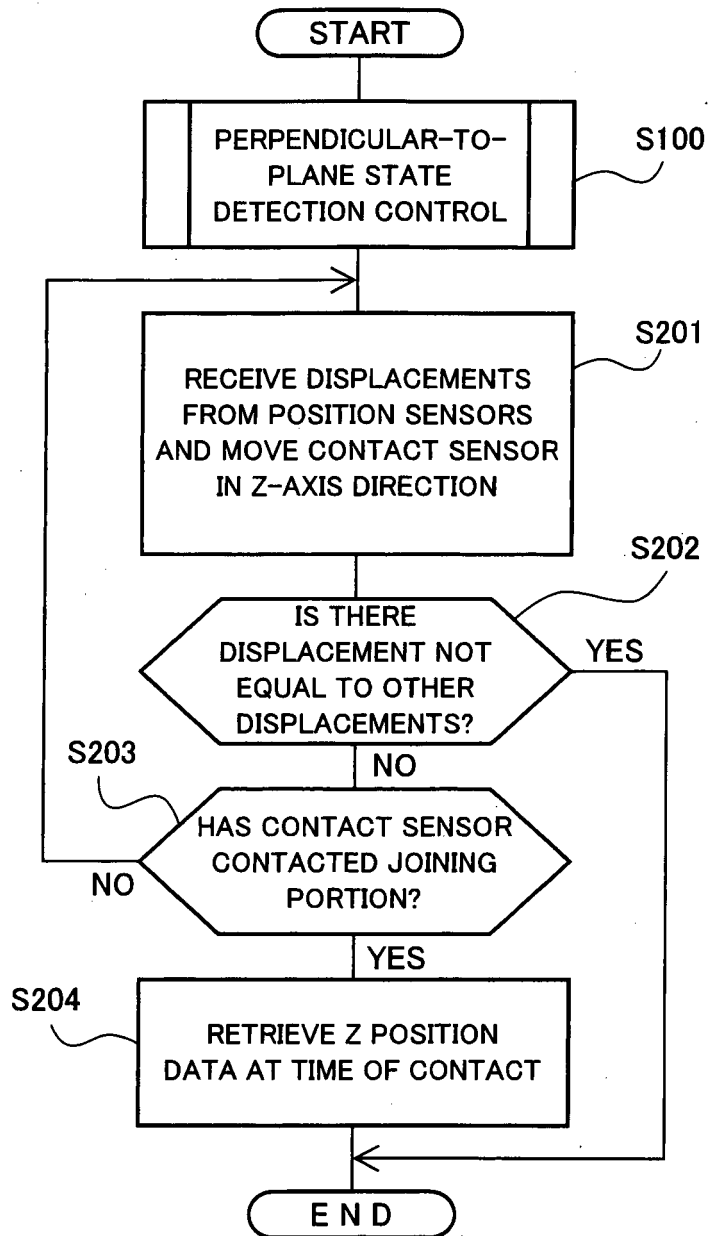 START
PERPENDICULAR-TO-
PLANE STATE
DETECTION CONTROL
S100
S201
RECEIVE DISPLACEMENTS
FROM POSITION SENSORS
AND MOVE CONTACT SENSOR
IN Z-AXIS DIRECTION
S202
IS THERE
DISPLACEMENT NOT
EQUAL TO OTHER
DISPLACEMENTS?
YES
NO
S203
HAS CONTACT SENSOR
CONTACTED JOINING
PORTION?
NO
YES
S204
RETRIEVE Z POSITION
DATA AT TIME OF CONTACT
END